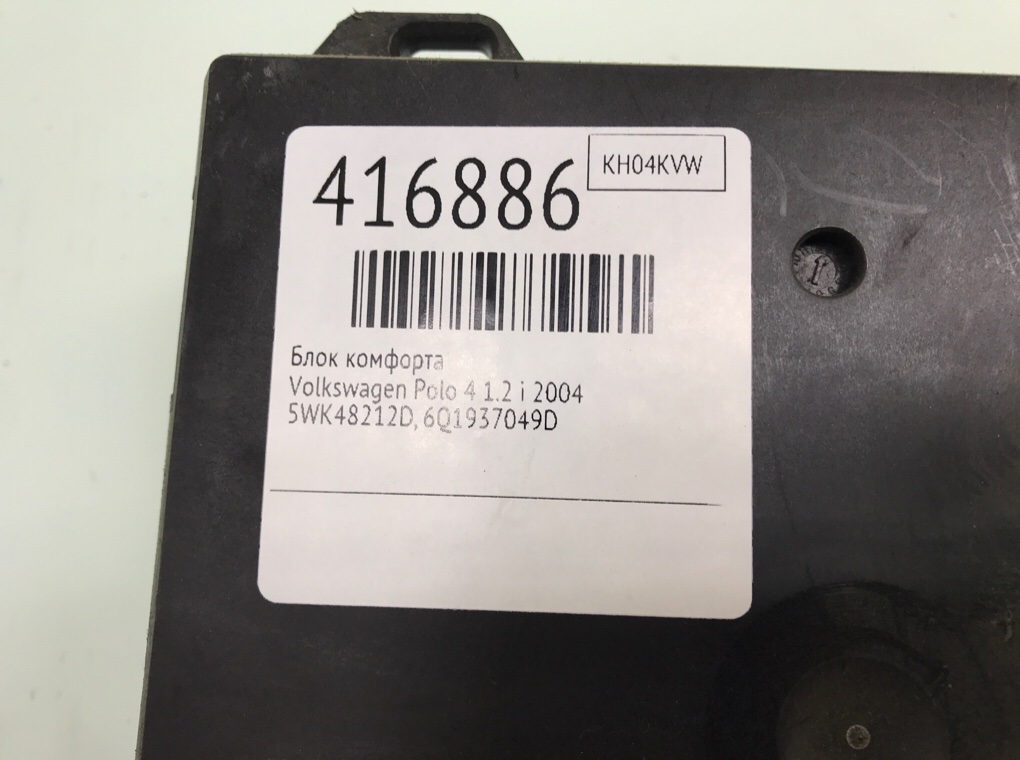 416886
KH04KVW
Блок комфорта
Volkswagen Polo 4 1.2 i 2004
5WK48212D, 6Q1937049D